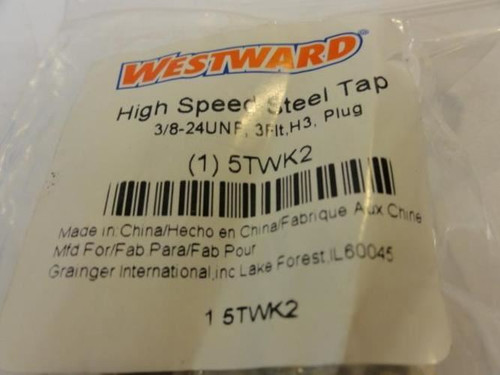 WESTWARD®
High Speed Steel Tap
3/8-24UNF, 3Flt,H3, Plug
(1) 5TWK2
Made in China/Hecho en China/Fabrique Aux Chine
Mfd For/Fab Para/Fab Pour
Grainger International,inc Lake Forest,IL60045
1 5TWK2